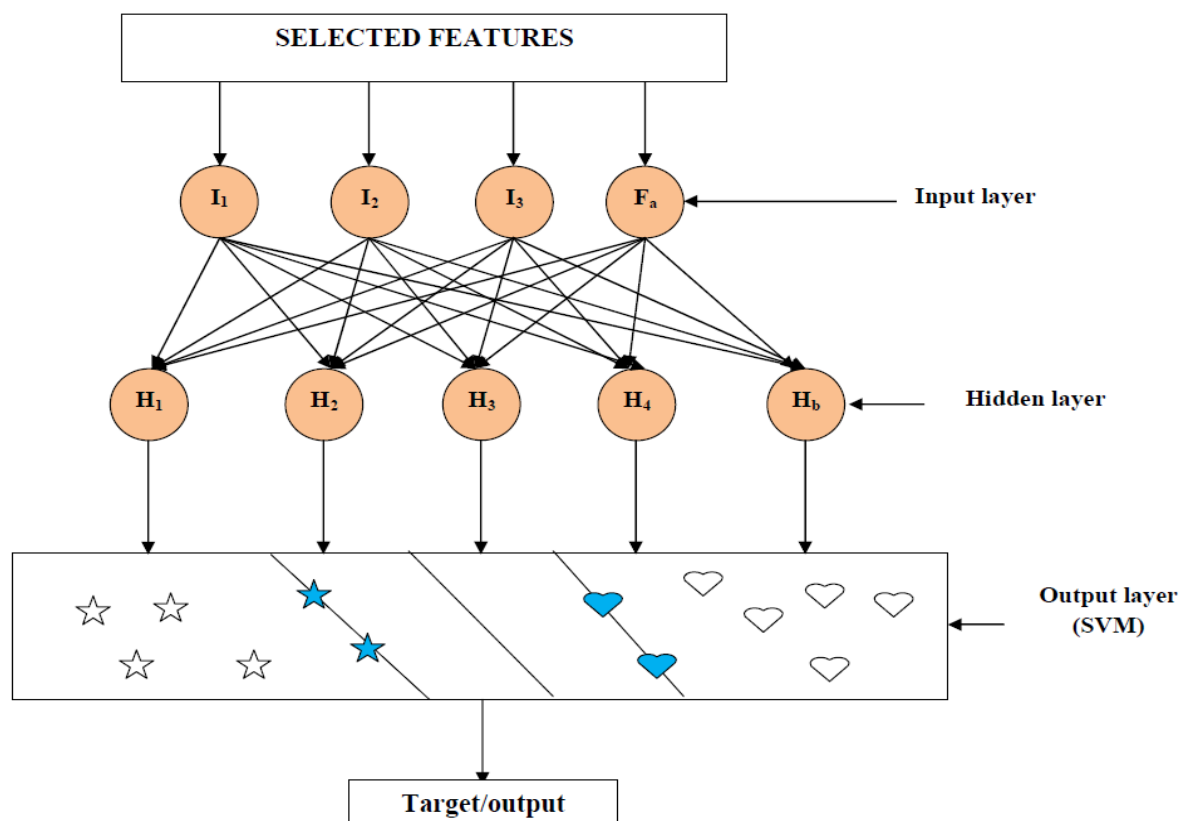 SELECTED FEATURES
I₁ I₂ I₃ Fₐ Input layer
H₁ H₂ H₃ H₄ H_b Hidden layer
Output layer
(SVM)
Target/output